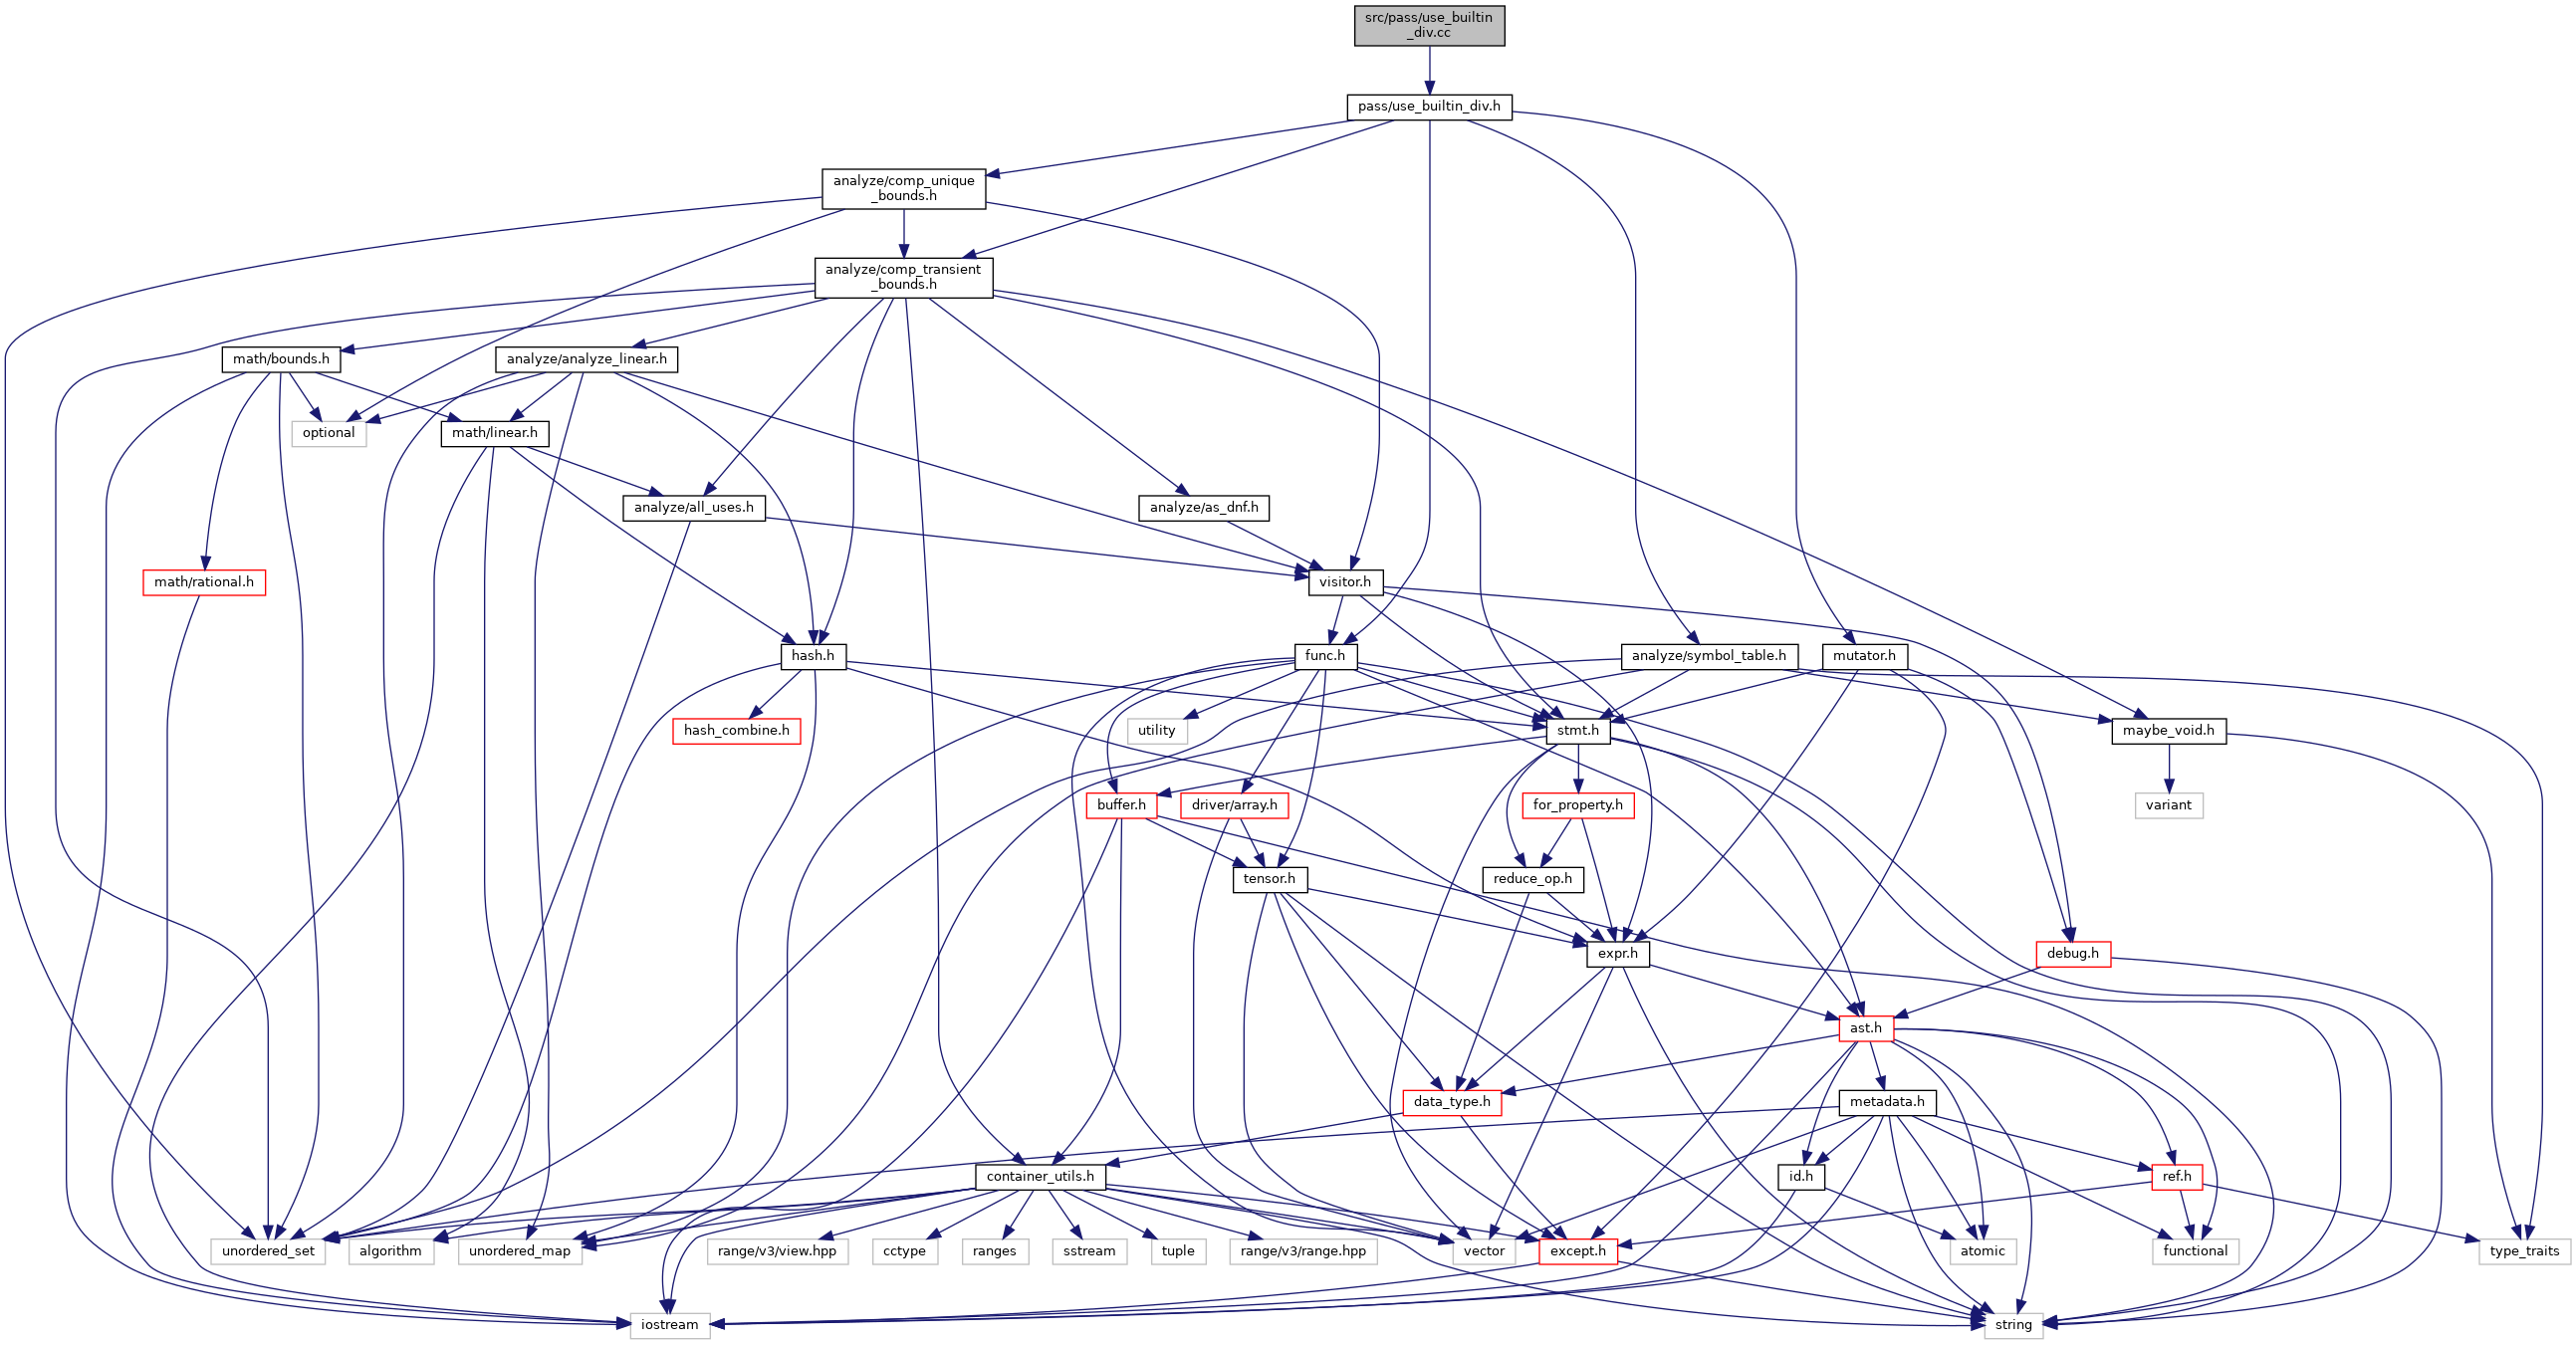 src/pass/use_builtin
_div.cc
pass/use_builtin_div.h
analyze/comp_unique
_bounds.h
analyze/comp_transient
_bounds.h
math/bounds.h
analyze/analyze_linear.h
optional
math/linear.h
analyze/all_uses.h
analyze/as_dnf.h
math/rational.h
visitor.h
hash.h
func.h
analyze/symbol_table.h
mutator.h
hash_combine.h
utility
stmt.h
maybe_void.h
buffer.h
driver/array.h
for_property.h
variant
tensor.h
reduce_op.h
expr.h
debug.h
ast.h
data_type.h
metadata.h
container_utils.h
id.h
ref.h
unordered_set
algorithm
unordered_map
range/v3/view.hpp
cctype
ranges
sstream
tuple
range/v3/range.hpp
vector
except.h
atomic
functional
type_traits
iostream
string